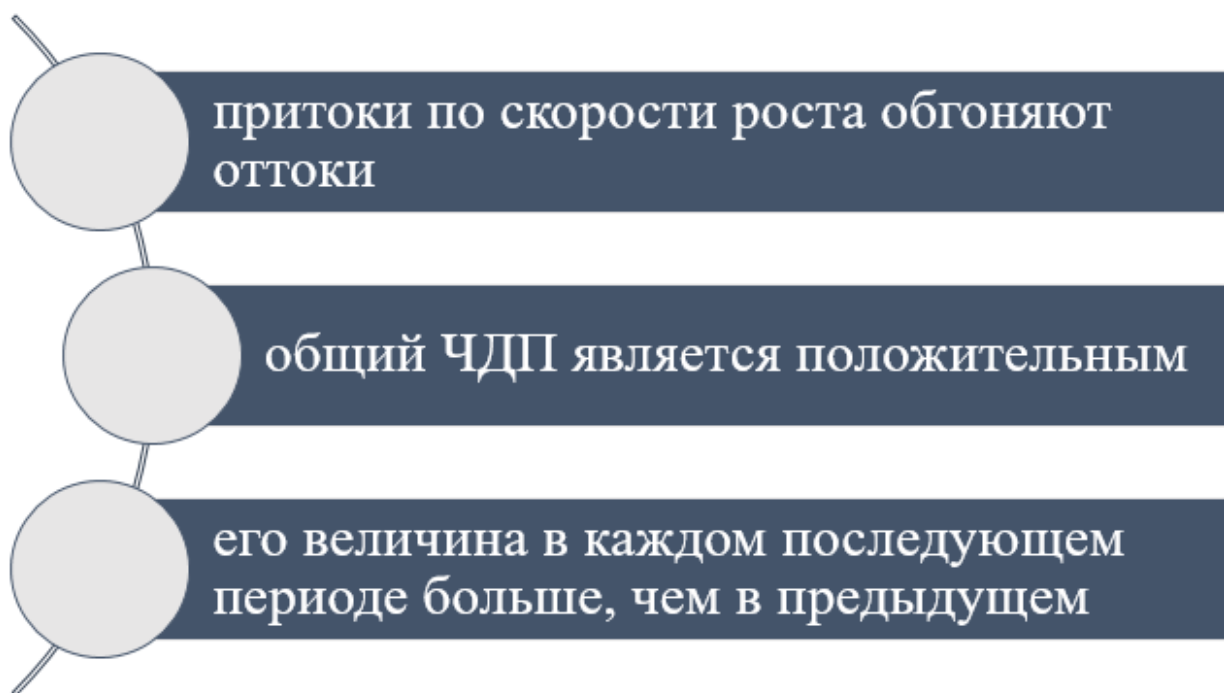 притоки по скорости роста обгоняют
оттоки
общий ЧДП является положительным
его величина в каждом последующем
периоде больше, чем в предыдущем